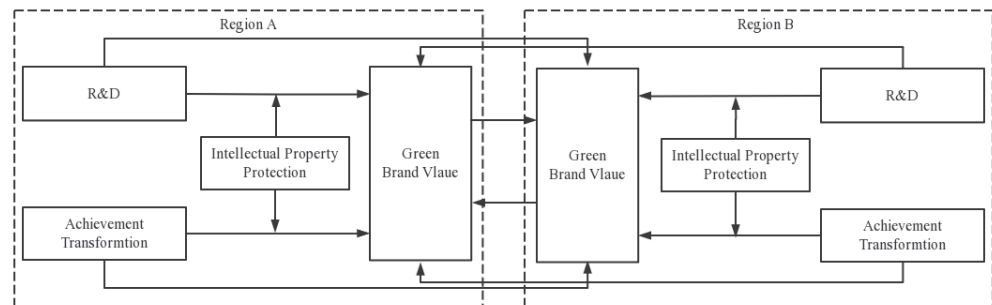 Region A
Region B
R&D
Intellectual Property
Protection
Achievement
Transformtion
Green
Brand Vlaue
Green
Brand Vlaue
R&D
Intellectual Property
Protection
Achievement
Transformtion